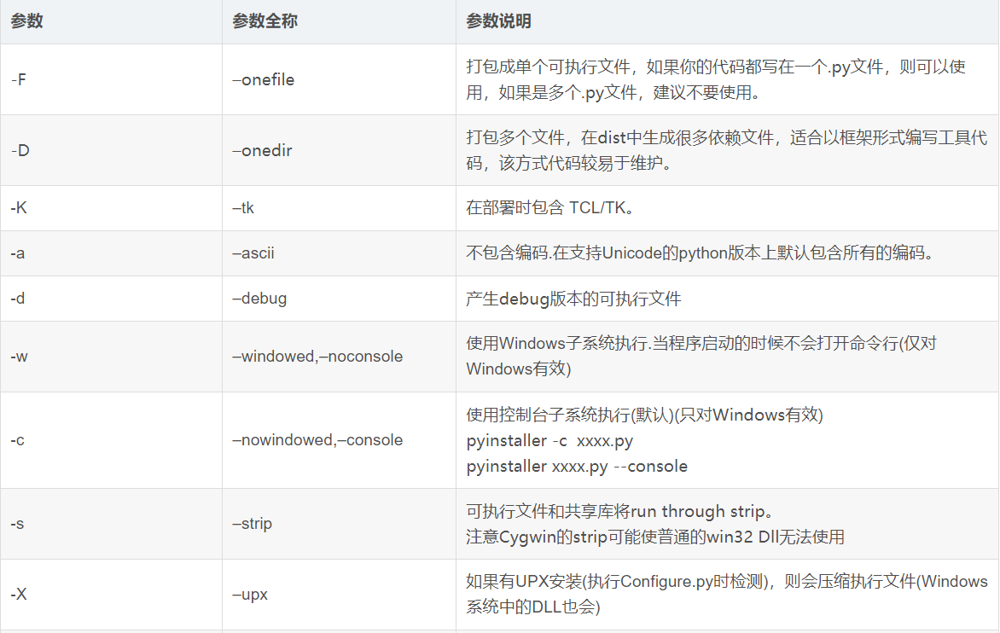 参数 参数全称 参数说明
-F –onefile 打包成单个可执行文件，如果你的代码都写在一个.py文件，则可以使
用，如果是多个.py文件，建议不要使用。
-D –onedir 打包多个文件，在dist中生成很多依赖文件，适合以框架形式编写工具代
码，该方式代码较易于维护。
-K –tk 在部署时包含 TCL/TK。
-a –ascii 不包含编码.在支持Unicode的python版本上默认包含所有的编码。
-d –debug 产生debug版本的可执行文件
-w –windowed,–noconsole 使用Windows子系统执行.当程序启动的时候不会打开命令行(仅对
Windows有效)
-c –nowindowed,–console 使用控制台子系统执行(默认)(只对Windows有效)
pyinstaller -c  xxxx.py
pyinstaller xxxx.py --console
-s –strip 可执行文件和共享库将run through strip。
注意Cygwin的strip可能使普通的win32 Dll无法使用
-X –upx 如果有UPX安装(执行Configure.py时检测)，则会压缩执行文件(Windows
系统中的DLL也会)